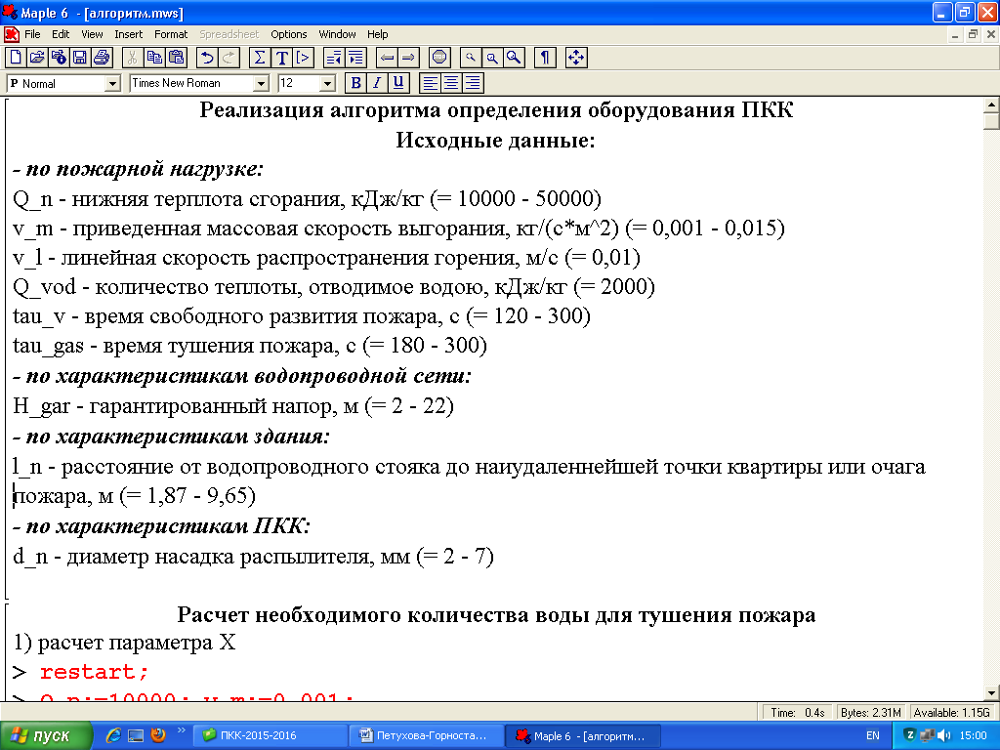 Maple 6 - [алгоритм.mws]
File Edit View Insert Format Spreadsheet Options Window Help
P Normal Times New Roman 12 B I U
Реализация алгоритма определения оборудования ПКК
Исходные данные:
- по пожарной нагрузке:
Q_n - нижняя терплота сгорания, кДж/кг (= 10000 - 50000)
v_m - приведенная массовая скорость выгорания, кг/(с*м^2) (= 0,001 - 0,015)
v_l - линейная скорость распространения горения, м/с (= 0,01)
Q_vod - количество теплоты, отводимое водою, кДж/кг (= 2000)
tau_v - время свободного развития пожара, с (= 120 - 300)
tau_gas - время тушения пожара, с (= 180 - 300)
- по характеристикам водопроводной сети:
H_gar - гарантированный напор, м (= 2 - 22)
- по характеристикам здания:
l_n - расстояние от водопроводного стояка до наиудаленнейшей точки квартиры или очага
пожара, м (= 1,87 - 9,65)
- по характеристикам ПКК:
d_n - диаметр насадка распылителя, мм (= 2 - 7)
Расчет необходимого количества воды для тушения пожара
1) расчет параметра X
> restart;
> Q_n:=10000; v_m:=0.001;
Time: 0.4s Bytes: 2.31M Available: 1.15G
пуск ПКК-2015-2016 Петухова-Горноста... Maple 6 - [алгоритм... EN 15:00